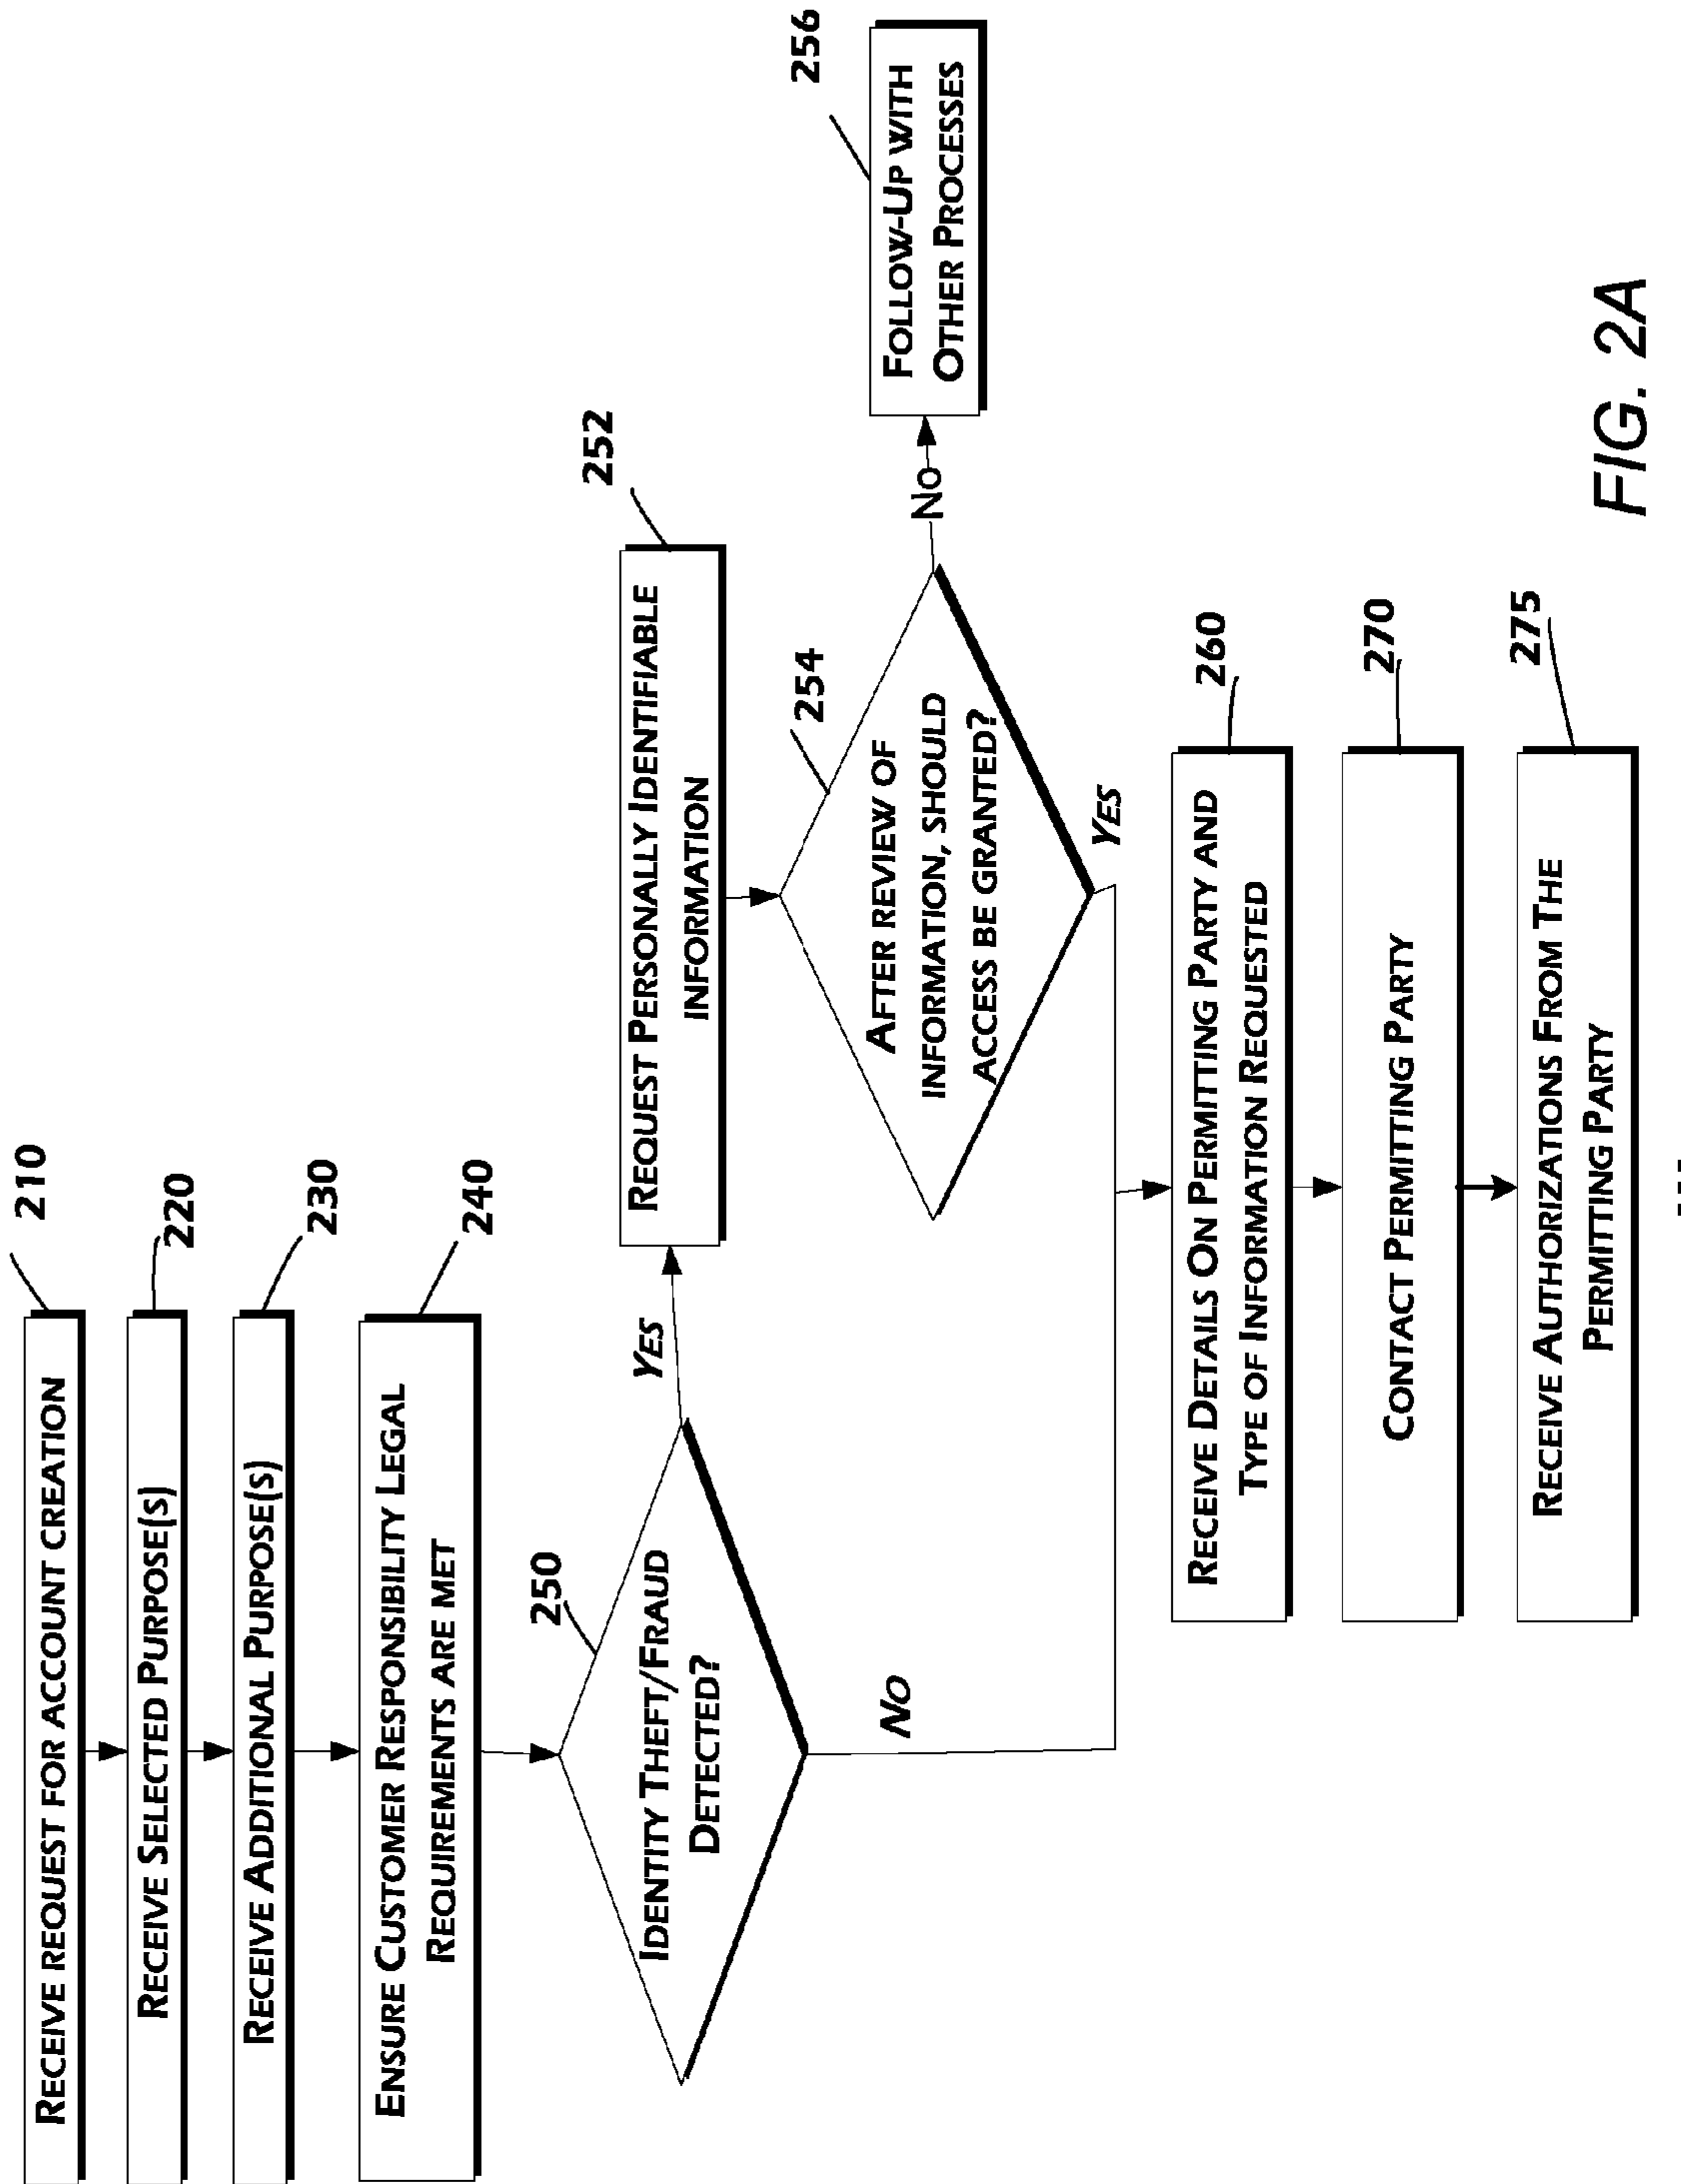 210
RECEIVE REQUEST FOR ACCOUNT CREATION
220
RECEIVE SELECTED PURPOSE(S)
230
RECEIVE ADDITIONAL PURPOSE(S)
240
ENSURE CUSTOMER RESPONSIBILITY LEGAL
REQUIREMENTS ARE MET
250
IDENTITY THEFT/FRAUD
DETECTED?
YES
NO
252
REQUEST PERSONALLY IDENTIFIABLE
INFORMATION
254
AFTER REVIEW OF
INFORMATION, SHOULD
ACCESS BE GRANTED?
NO
YES
256
FOLLOW-UP WITH
OTHER PROCESSES
260
RECEIVE DETAILS ON PERMITTING PARTY AND
TYPE OF INFORMATION REQUESTED
270
CONTACT PERMITTING PARTY
275
RECEIVE AUTHORIZATIONS FROM THE
PERMITTING PARTY
FIG. 2A